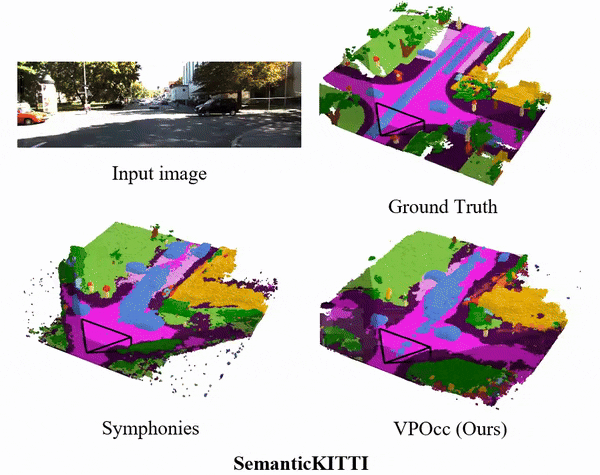 Input image
Ground Truth
Symphonies
VPOcc (Ours)
SemanticKITTI